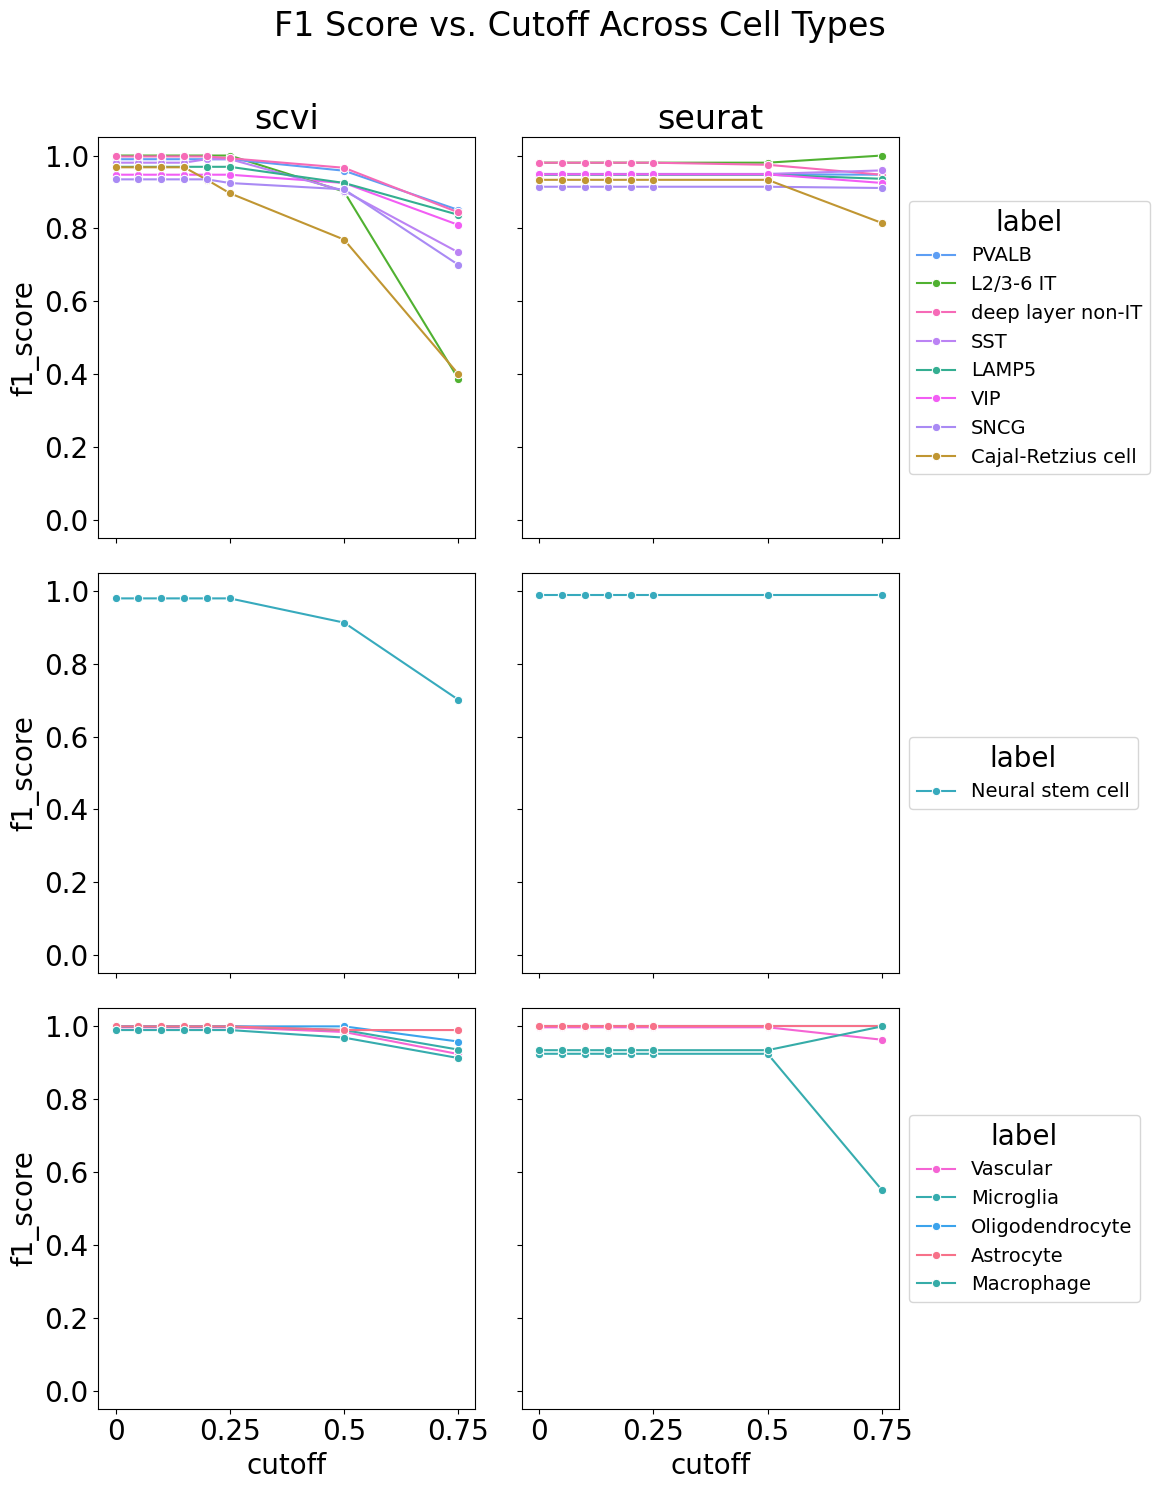 F1 Score vs. Cutoff Across Cell Types
scvi
seurat
1.0
0.8
0.6
0.4
0.2
0.0
f1_score
label
PVALB
L2/3-6 IT
deep layer non-IT
SST
LAMP5
VIP
SNCG
Cajal-Retzius cell
1.0
0.8
0.6
0.4
0.2
0.0
f1_score
label
Neural stem cell
1.0
0.8
0.6
0.4
0.2
0.0
f1_score
label
Vascular
Microglia
Oligodendrocyte
Astrocyte
Macrophage
0 0.25 0.5 0.75
cutoff
0 0.25 0.5 0.75
cutoff